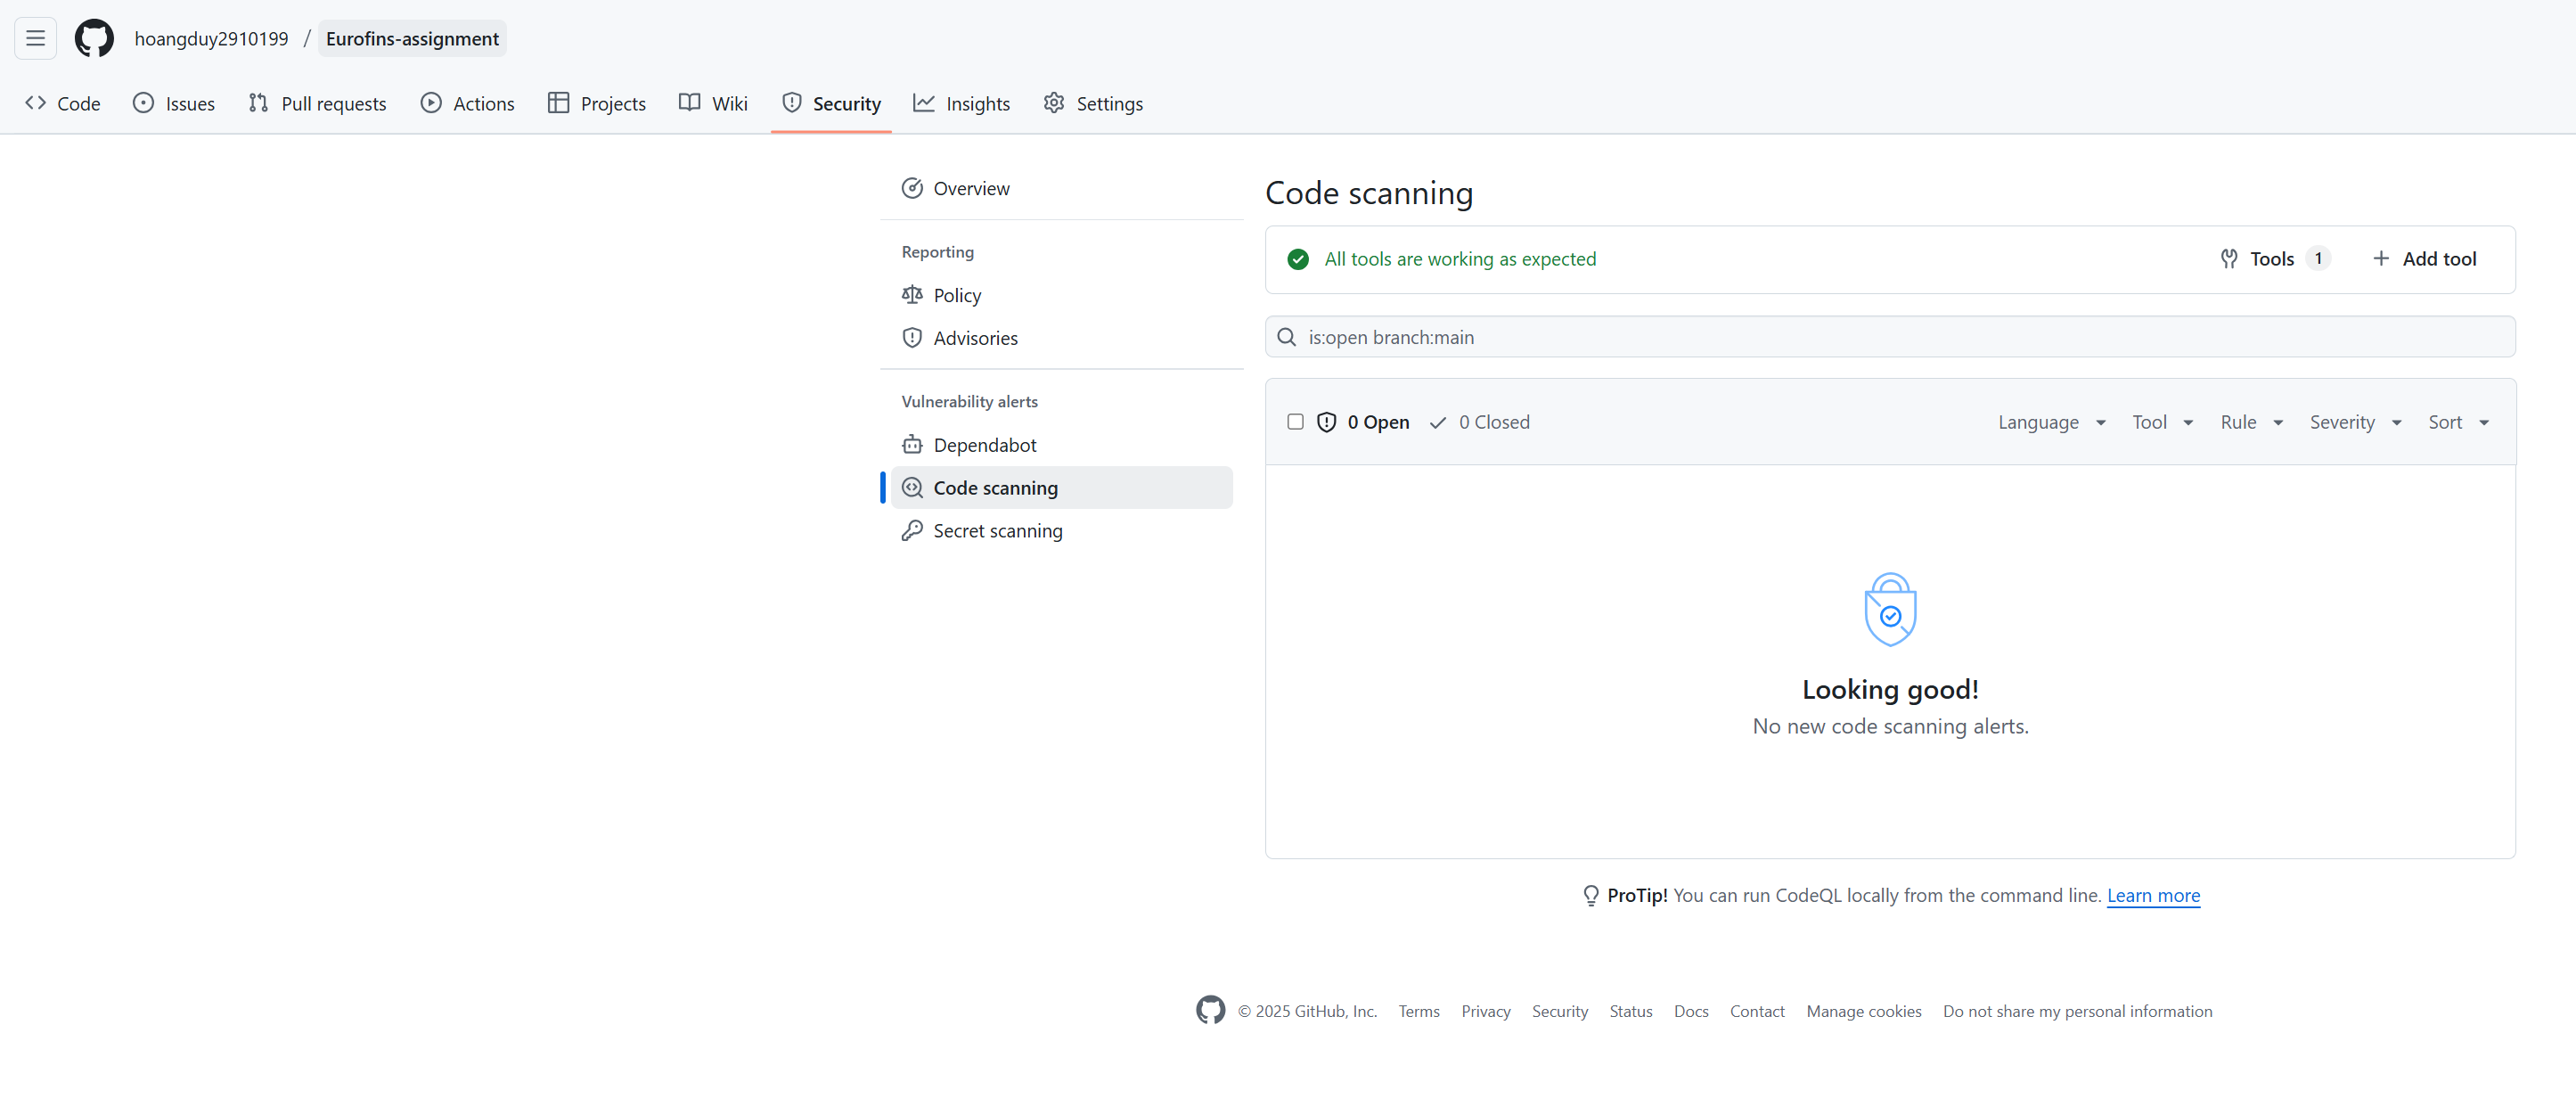 hoangduy2910199 / Eurofins-assignment
Code Issues Pull requests Actions Projects Wiki Security Insights Settings
Overview
Reporting
Policy
Advisories
Vulnerability alerts
Dependabot
Code scanning
Secret scanning
Code scanning
All tools are working as expected Tools 1 Add tool
is:open branch:main
0 Open 0 Closed Language Tool Rule Severity Sort
Looking good!
No new code scanning alerts.
ProTip! You can run CodeQL locally from the command line. Learn more
© 2025 GitHub, Inc. Terms Privacy Security Status Docs Contact Manage cookies Do not share my personal information